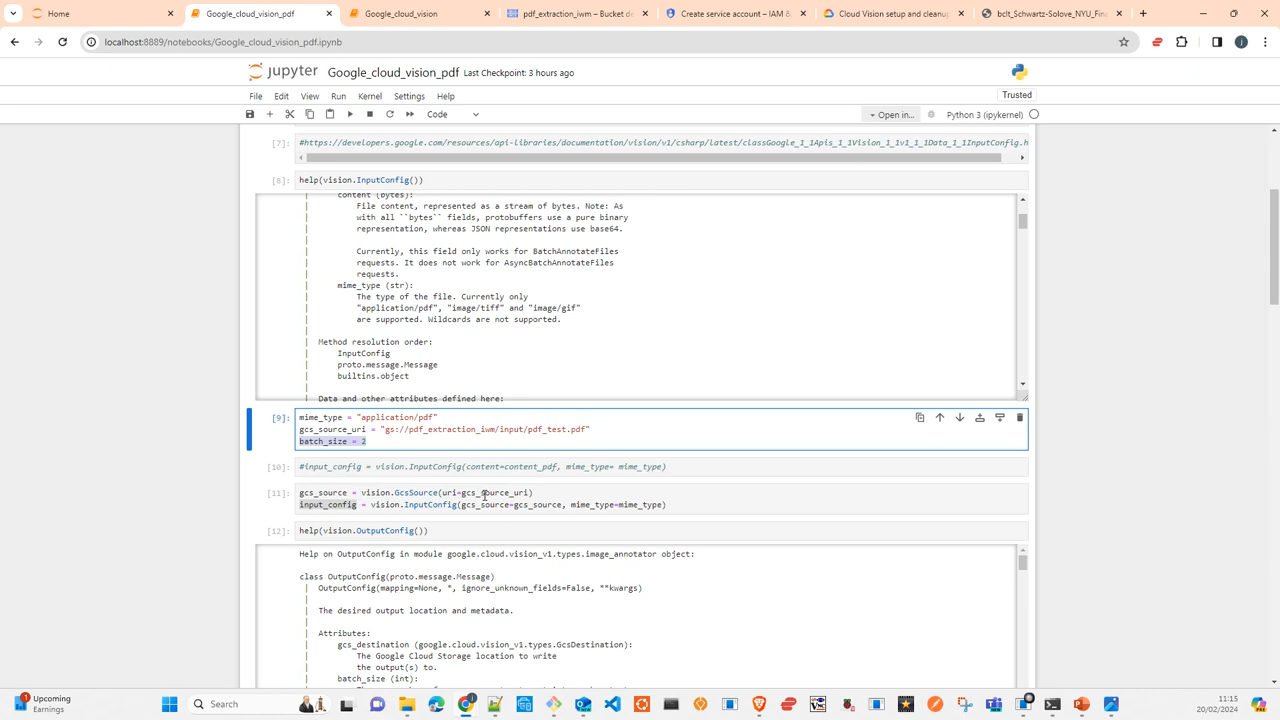 Home
Google_cloud_vision_pdf
Google_cloud_vision
pdf_extraction_iwm – Bucket de
Create service account – IAM &
Cloud Vision setup and cleanup
bclt_Schwartz-Solove_NYU_Fina
localhost:8889/notebooks/Google_cloud_vision_pdf.ipynb
jupyter Google_cloud_vision_pdf Last Checkpoint: 3 hours ago
File Edit View Run Kernel Settings Help
Trusted
Code
Open in...
Python 3 (ipykernel)
[7]: #https://developers.google.com/resources/api-libraries/documentation/vision/v1/csharp/latest/classGoogle_1_1Apis_1_1Vision_1_1v1_1_1Data_1_1InputConfig.h
[8]: help(vision.InputConfig())
| content (bytes):
| File content, represented as a stream of bytes. Note: As
| with all ``bytes`` fields, protobuffers use a pure binary
| representation, whereas JSON representations use base64.
|
| Currently, this field only works for BatchAnnotateFiles
| requests. It does not work for AsyncBatchAnnotateFiles
| requests.
| mime_type (str):
| The type of the file. Currently only
| "application/pdf", "image/tiff" and "image/gif"
| are supported. Wildcards are not supported.
|
| Method resolution order:
| InputConfig
| proto.message.Message
| builtins.object
|
| Data and other attributes defined here:
[9]: mime_type = "application/pdf"
gcs_source_uri = "gs://pdf_extraction_iwm/input/pdf_test.pdf"
batch_size = 2
[10]: #input_config = vision.InputConfig(content=content_pdf, mime_type= mime_type)
[11]: gcs_source = vision.GcsSource(uri=gcs_source_uri)
input_config = vision.InputConfig(gcs_source=gcs_source, mime_type=mime_type)
[12]: help(vision.OutputConfig())
Help on OutputConfig in module google.cloud.vision_v1.types.image_annotator object:
class OutputConfig(proto.message.Message)
| OutputConfig(mapping=None, *, ignore_unknown_fields=False, **kwargs)
|
| The desired output location and metadata.
|
| Attributes:
| gcs_destination (google.cloud.vision_v1.types.GcsDestination):
| The Google Cloud Storage location to write
| the output(s) to.
| batch_size (int):
Upcoming
Earnings
Search
11:15
20/02/2024